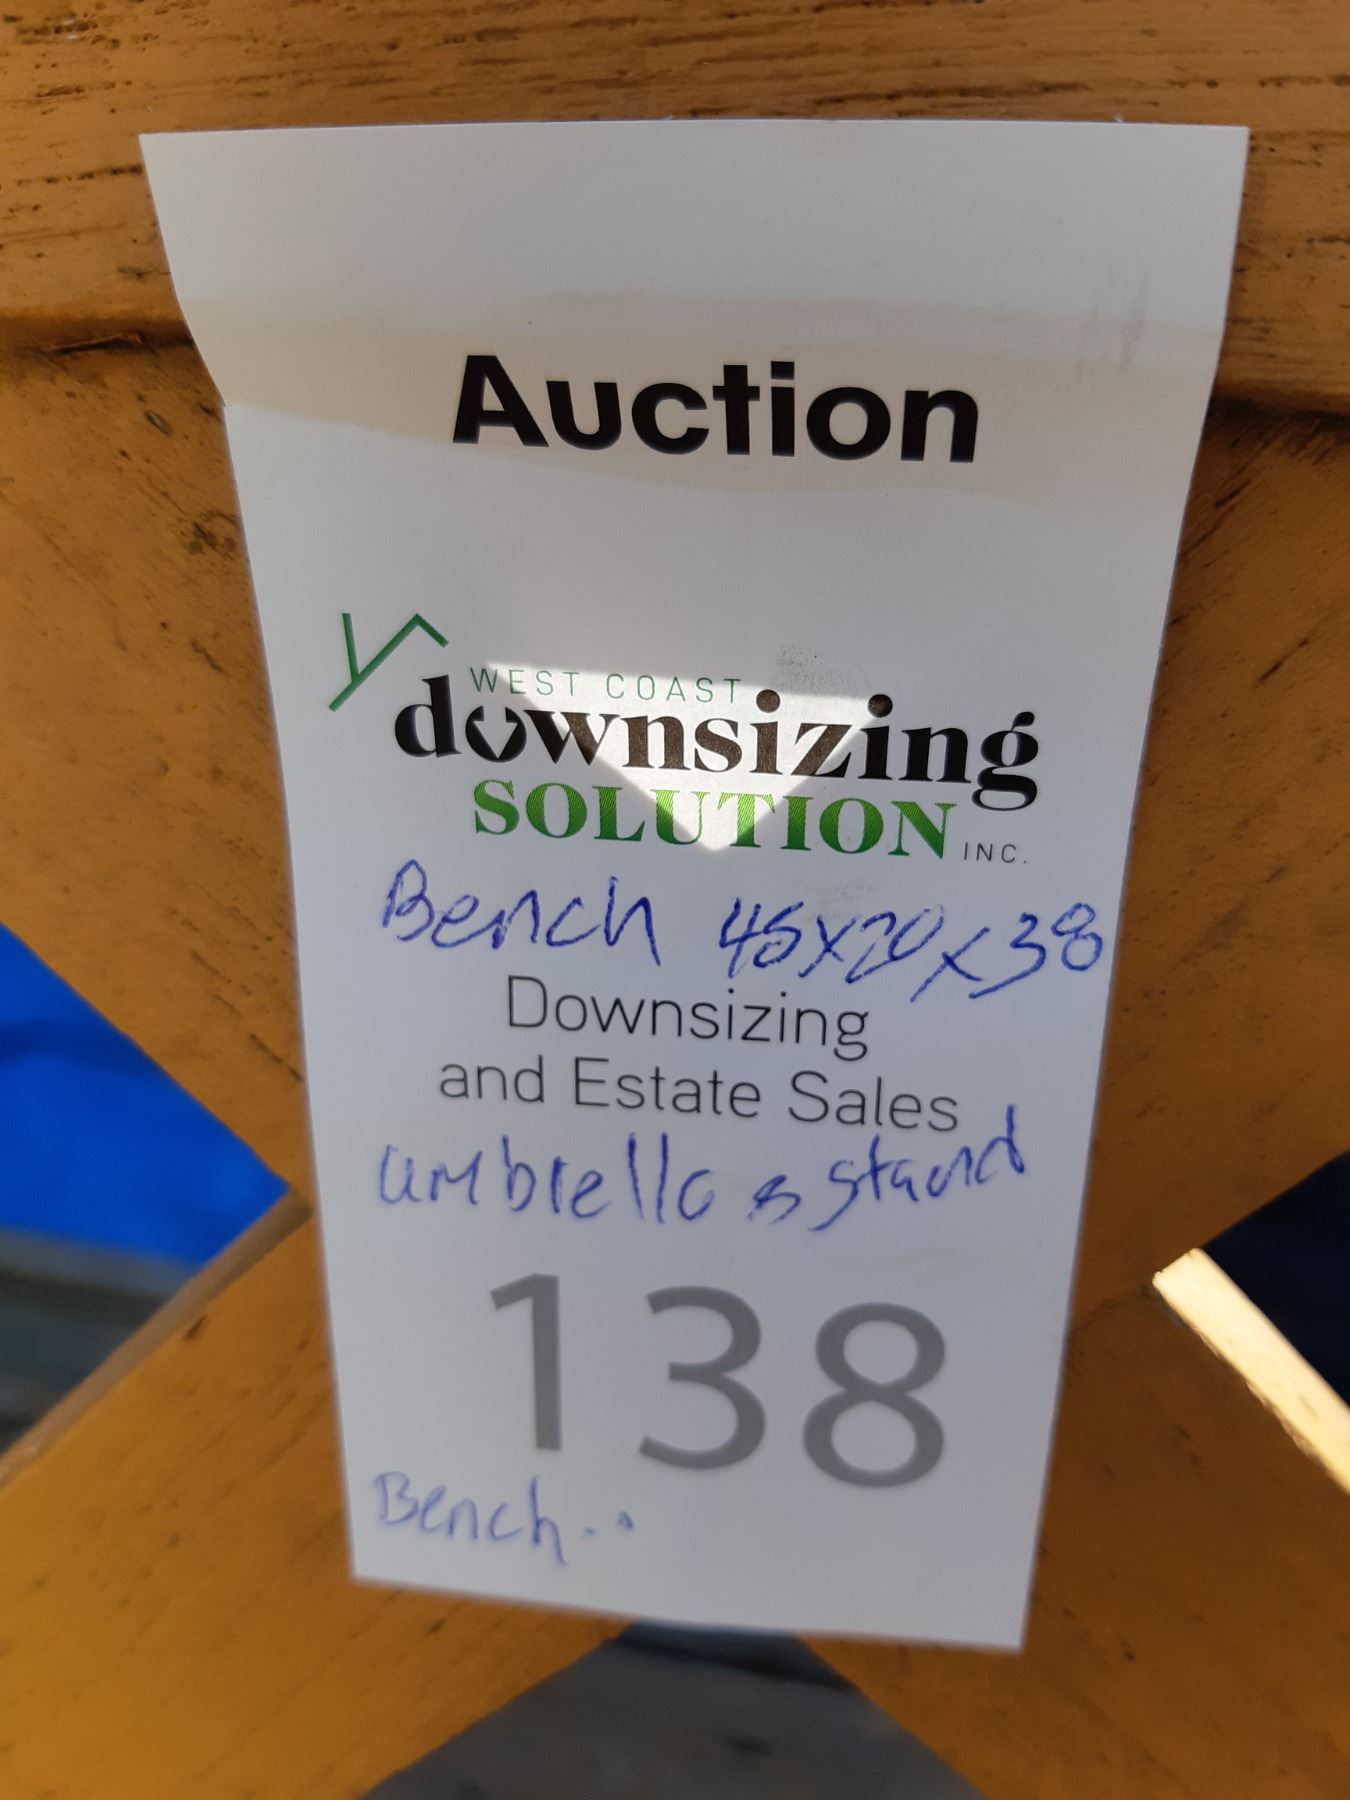 Auction
WEST COAST
downsizing
SOLUTION INC.
Bench 45x20x38
Downsizing
and Estate Sales
umbrella & stand
138
Bench..